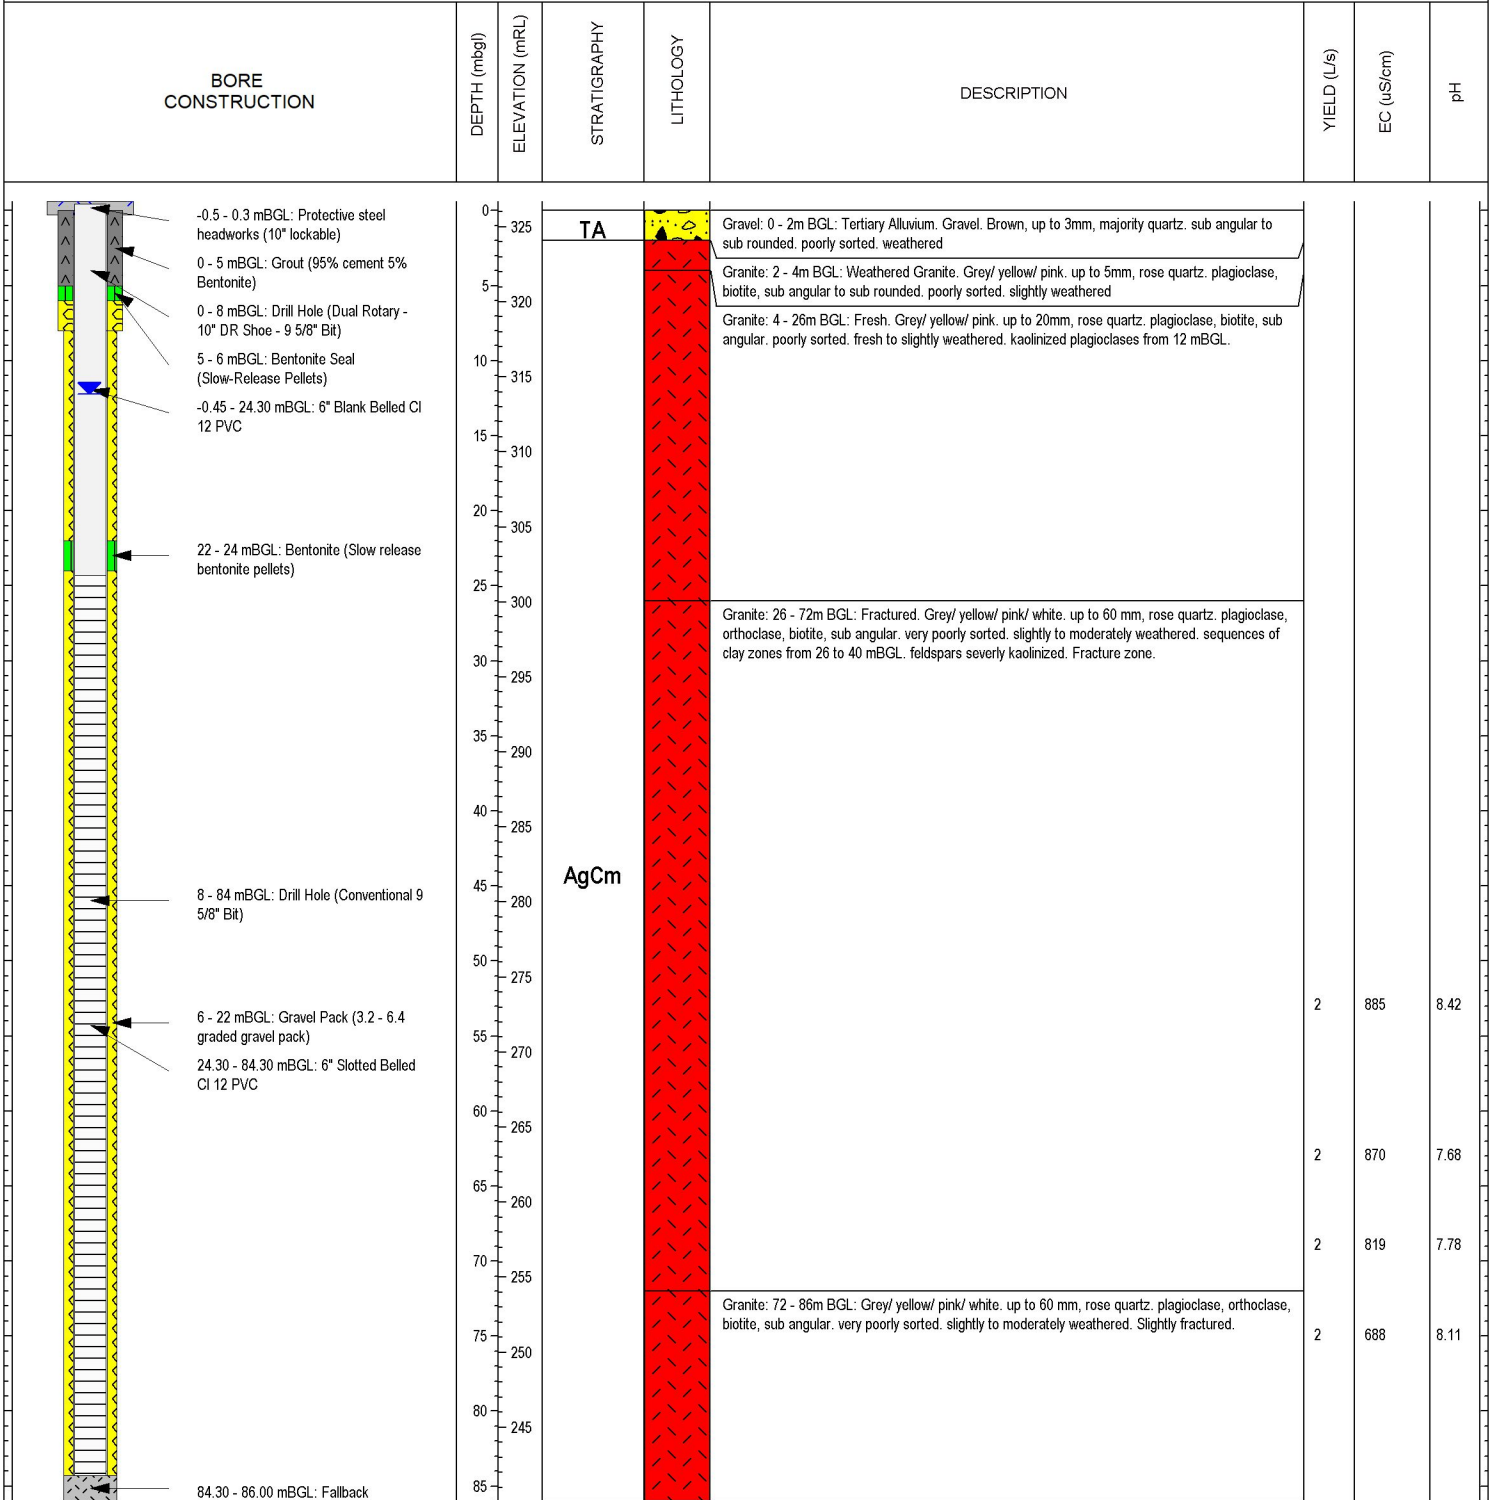 BORE
CONSTRUCTION
DEPTH (mbgl)
ELEVATION (mRL)
STRATIGRAPHY
LITHOLOGY
DESCRIPTION
YIELD (L/s)
EC (uS/cm)
pH
-0.5 - 0.3 mBGL: Protective steel
headworks (10" lockable)
0 - 5 mBGL: Grout (95% cement 5%
Bentonite)
0 - 8 mBGL: Drill Hole (Dual Rotary -
10" DR Shoe - 9 5/8" Bit)
5 - 6 mBGL: Bentonite Seal
(Slow-Release Pellets)
-0.45 - 24.30 mBGL: 6" Blank Belled Cl
12 PVC
22 - 24 mBGL: Bentonite (Slow release
bentonite pellets)
8 - 84 mBGL: Drill Hole (Conventional 9
5/8" Bit)
6 - 22 mBGL: Gravel Pack (3.2 - 6.4
graded gravel pack)
24.30 - 84.30 mBGL: 6" Slotted Belled
Cl 12 PVC
84.30 - 86.00 mBGL: Fallback
0
5
10
15
20
25
30
35
40
45
50
55
60
65
70
75
80
85
325
320
315
310
305
300
295
290
285
280
275
270
265
260
255
250
245
TA
AgCm
Gravel: 0 - 2m BGL: Tertiary Alluvium. Gravel. Brown, up to 3mm, majority quartz. sub angular to
sub rounded. poorly sorted. weathered
Granite: 2 - 4m BGL: Weathered Granite. Grey/ yellow/ pink. up to 5mm, rose quartz. plagioclase,
biotite, sub angular to sub rounded. poorly sorted. slightly weathered
Granite: 4 - 26m BGL: Fresh. Grey/ yellow/ pink. up to 20mm, rose quartz. plagioclase, biotite, sub
angular. poorly sorted. fresh to slightly weathered. kaolinized plagioclases from 12 mBGL.
Granite: 26 - 72m BGL: Fractured. Grey/ yellow/ pink/ white. up to 60 mm, rose quartz. plagioclase,
orthoclase, biotite, sub angular. very poorly sorted. slightly to moderately weathered. sequences of
clay zones from 26 to 40 mBGL. feldspars severly kaolinized. Fracture zone.
Granite: 72 - 86m BGL: Grey/ yellow/ pink/ white. up to 60 mm, rose quartz. plagioclase, orthoclase,
biotite, sub angular. very poorly sorted. slightly to moderately weathered. Slightly fractured.
2 885 8.42
2 870 7.68
2 819 7.78
2 688 8.11